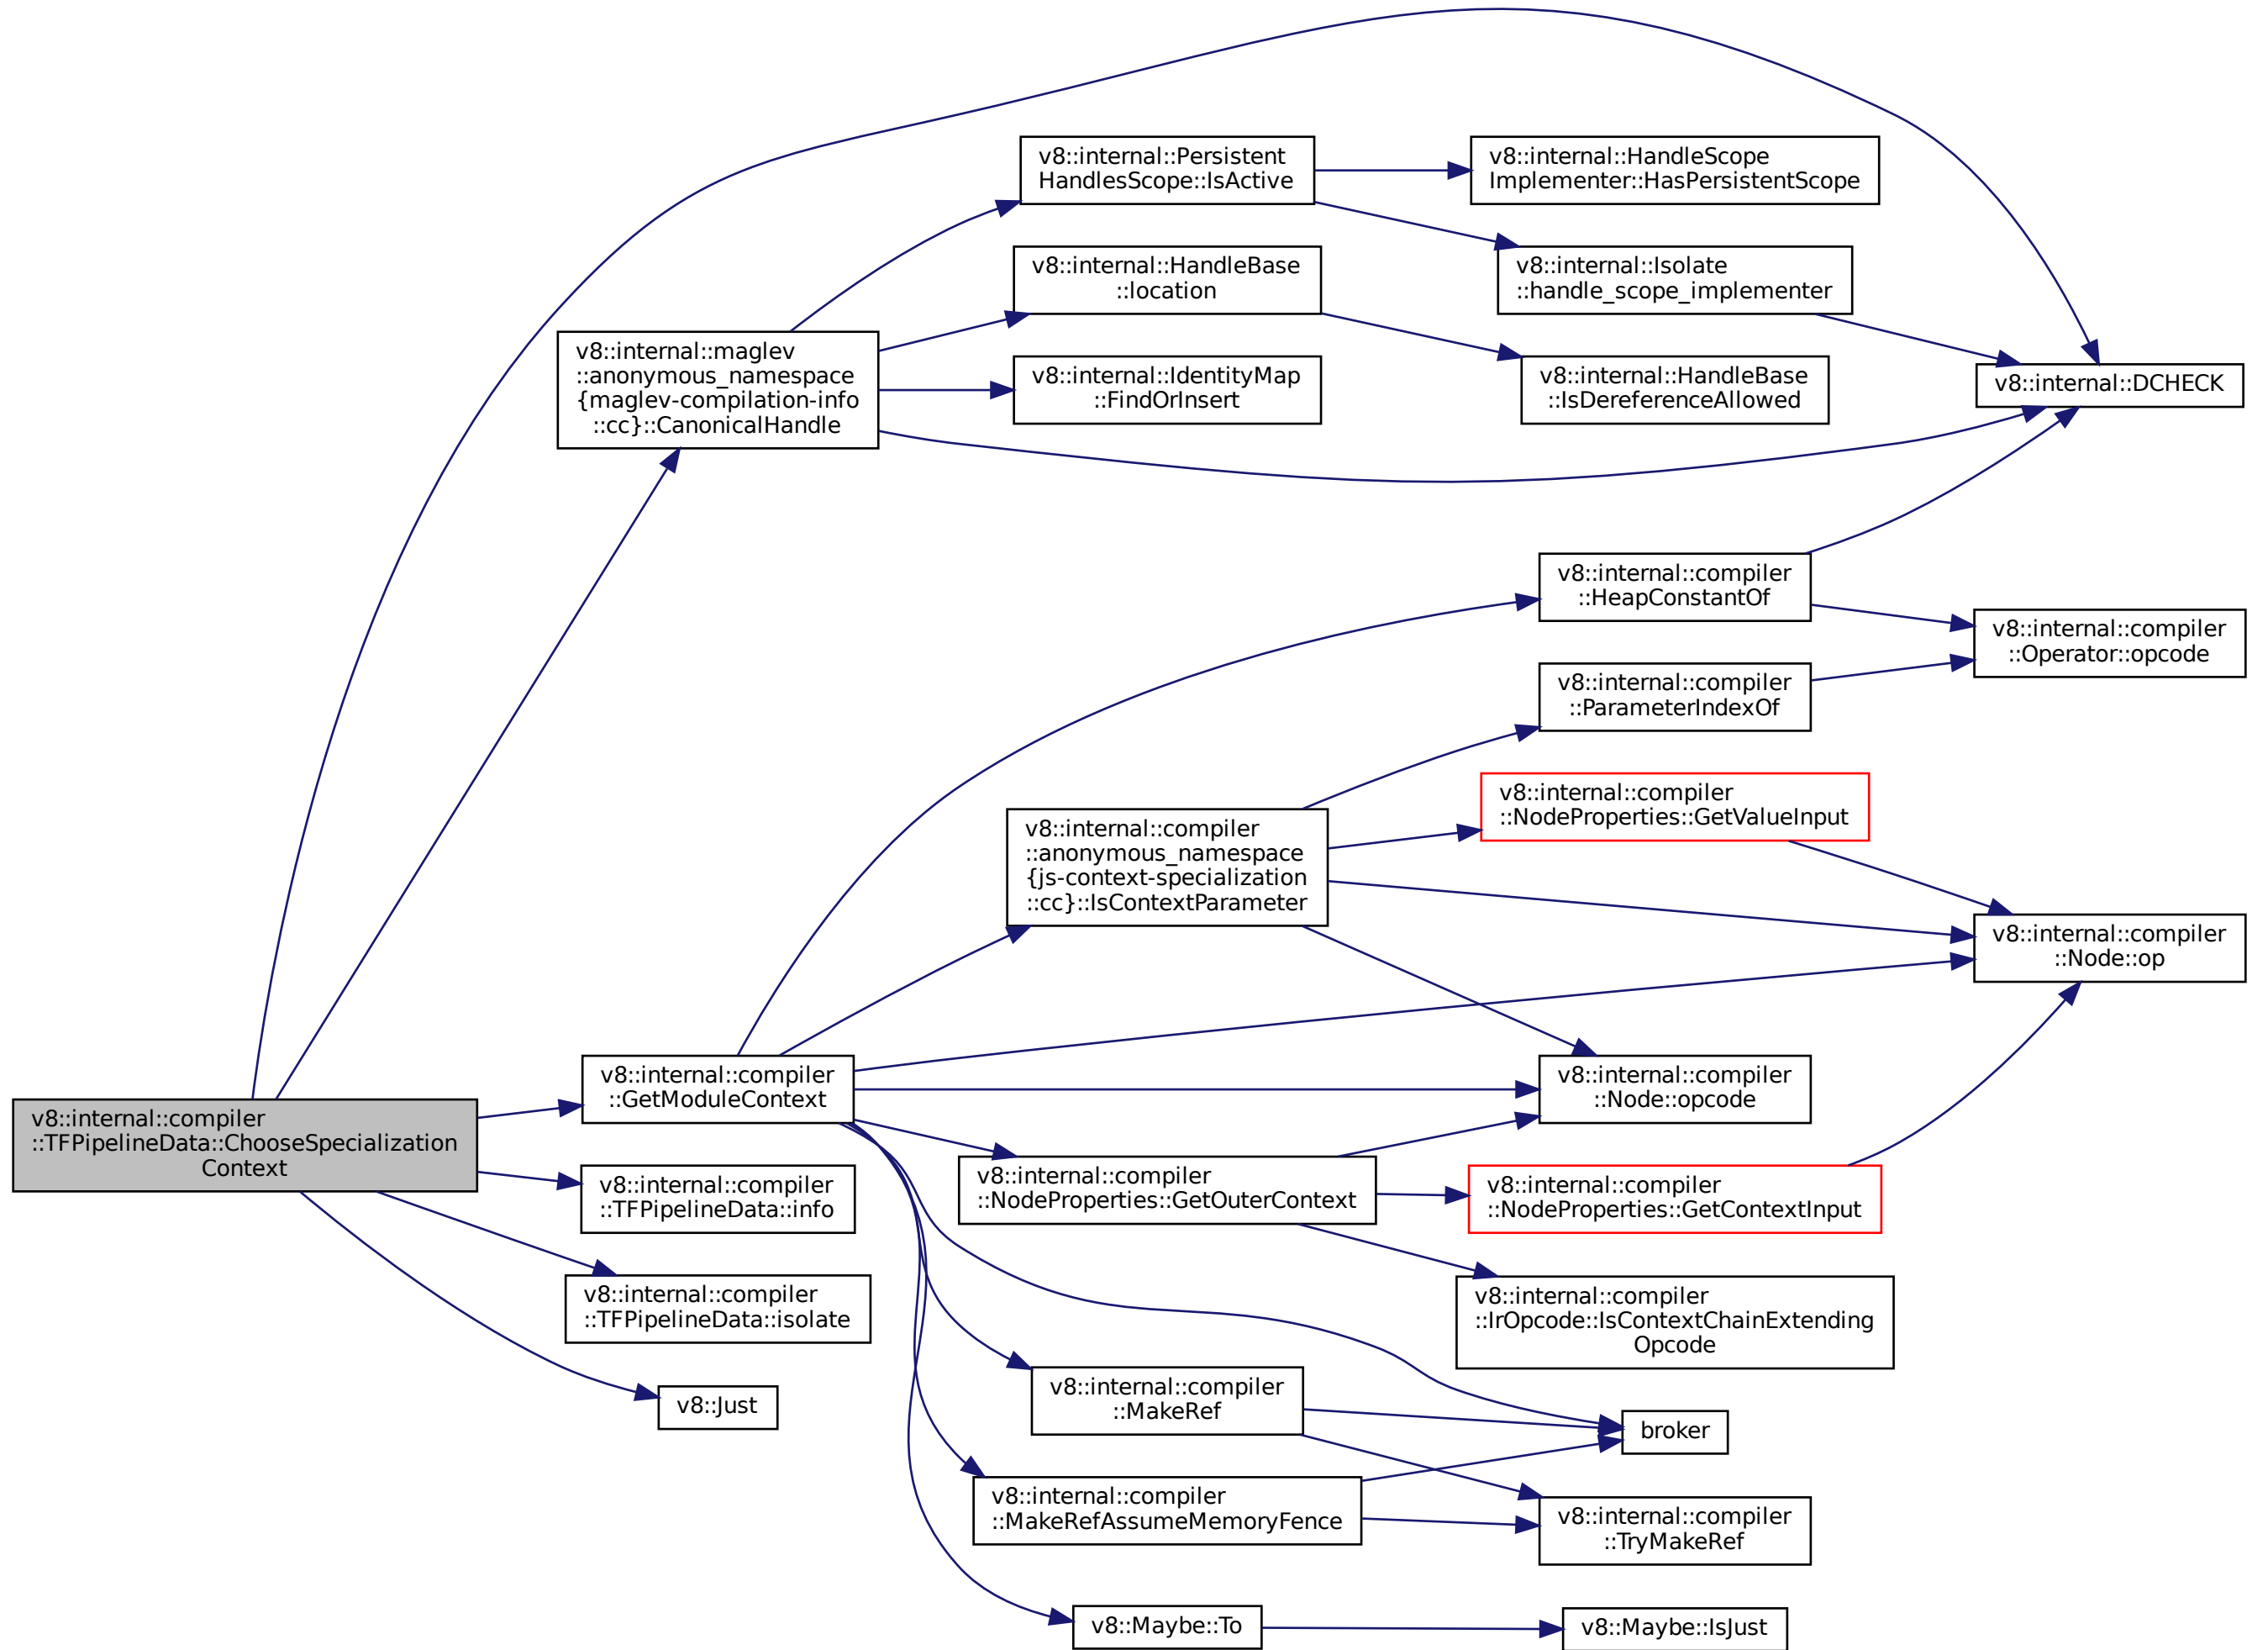 v8::internal::Persistent
HandlesScope::IsActive
v8::internal::HandleScope
Implementer::HasPersistentScope
v8::internal::HandleBase
::location
v8::internal::Isolate
::handle_scope_implementer
v8::internal::maglev
::anonymous_namespace
{maglev-compilation-info
::cc}::CanonicalHandle
v8::internal::IdentityMap
::FindOrInsert
v8::internal::HandleBase
::IsDereferenceAllowed
v8::internal::DCHECK
v8::internal::compiler
::HeapConstantOf
v8::internal::compiler
::Operator::opcode
v8::internal::compiler
::ParameterIndexOf
v8::internal::compiler
::NodeProperties::GetValueInput
v8::internal::compiler
::anonymous_namespace
{js-context-specialization
::cc}::IsContextParameter
v8::internal::compiler
::Node::op
v8::internal::compiler
::GetModuleContext
v8::internal::compiler
::Node::opcode
v8::internal::compiler
::TFPipelineData::ChooseSpecialization
Context
v8::internal::compiler
::TFPipelineData::info
v8::internal::compiler
::NodeProperties::GetOuterContext
v8::internal::compiler
::NodeProperties::GetContextInput
v8::internal::compiler
::TFPipelineData::isolate
v8::internal::compiler
::IrOpcode::IsContextChainExtending
Opcode
v8::Just
v8::internal::compiler
::MakeRef
broker
v8::internal::compiler
::MakeRefAssumeMemoryFence
v8::internal::compiler
::TryMakeRef
v8::Maybe::To
v8::Maybe::IsJust